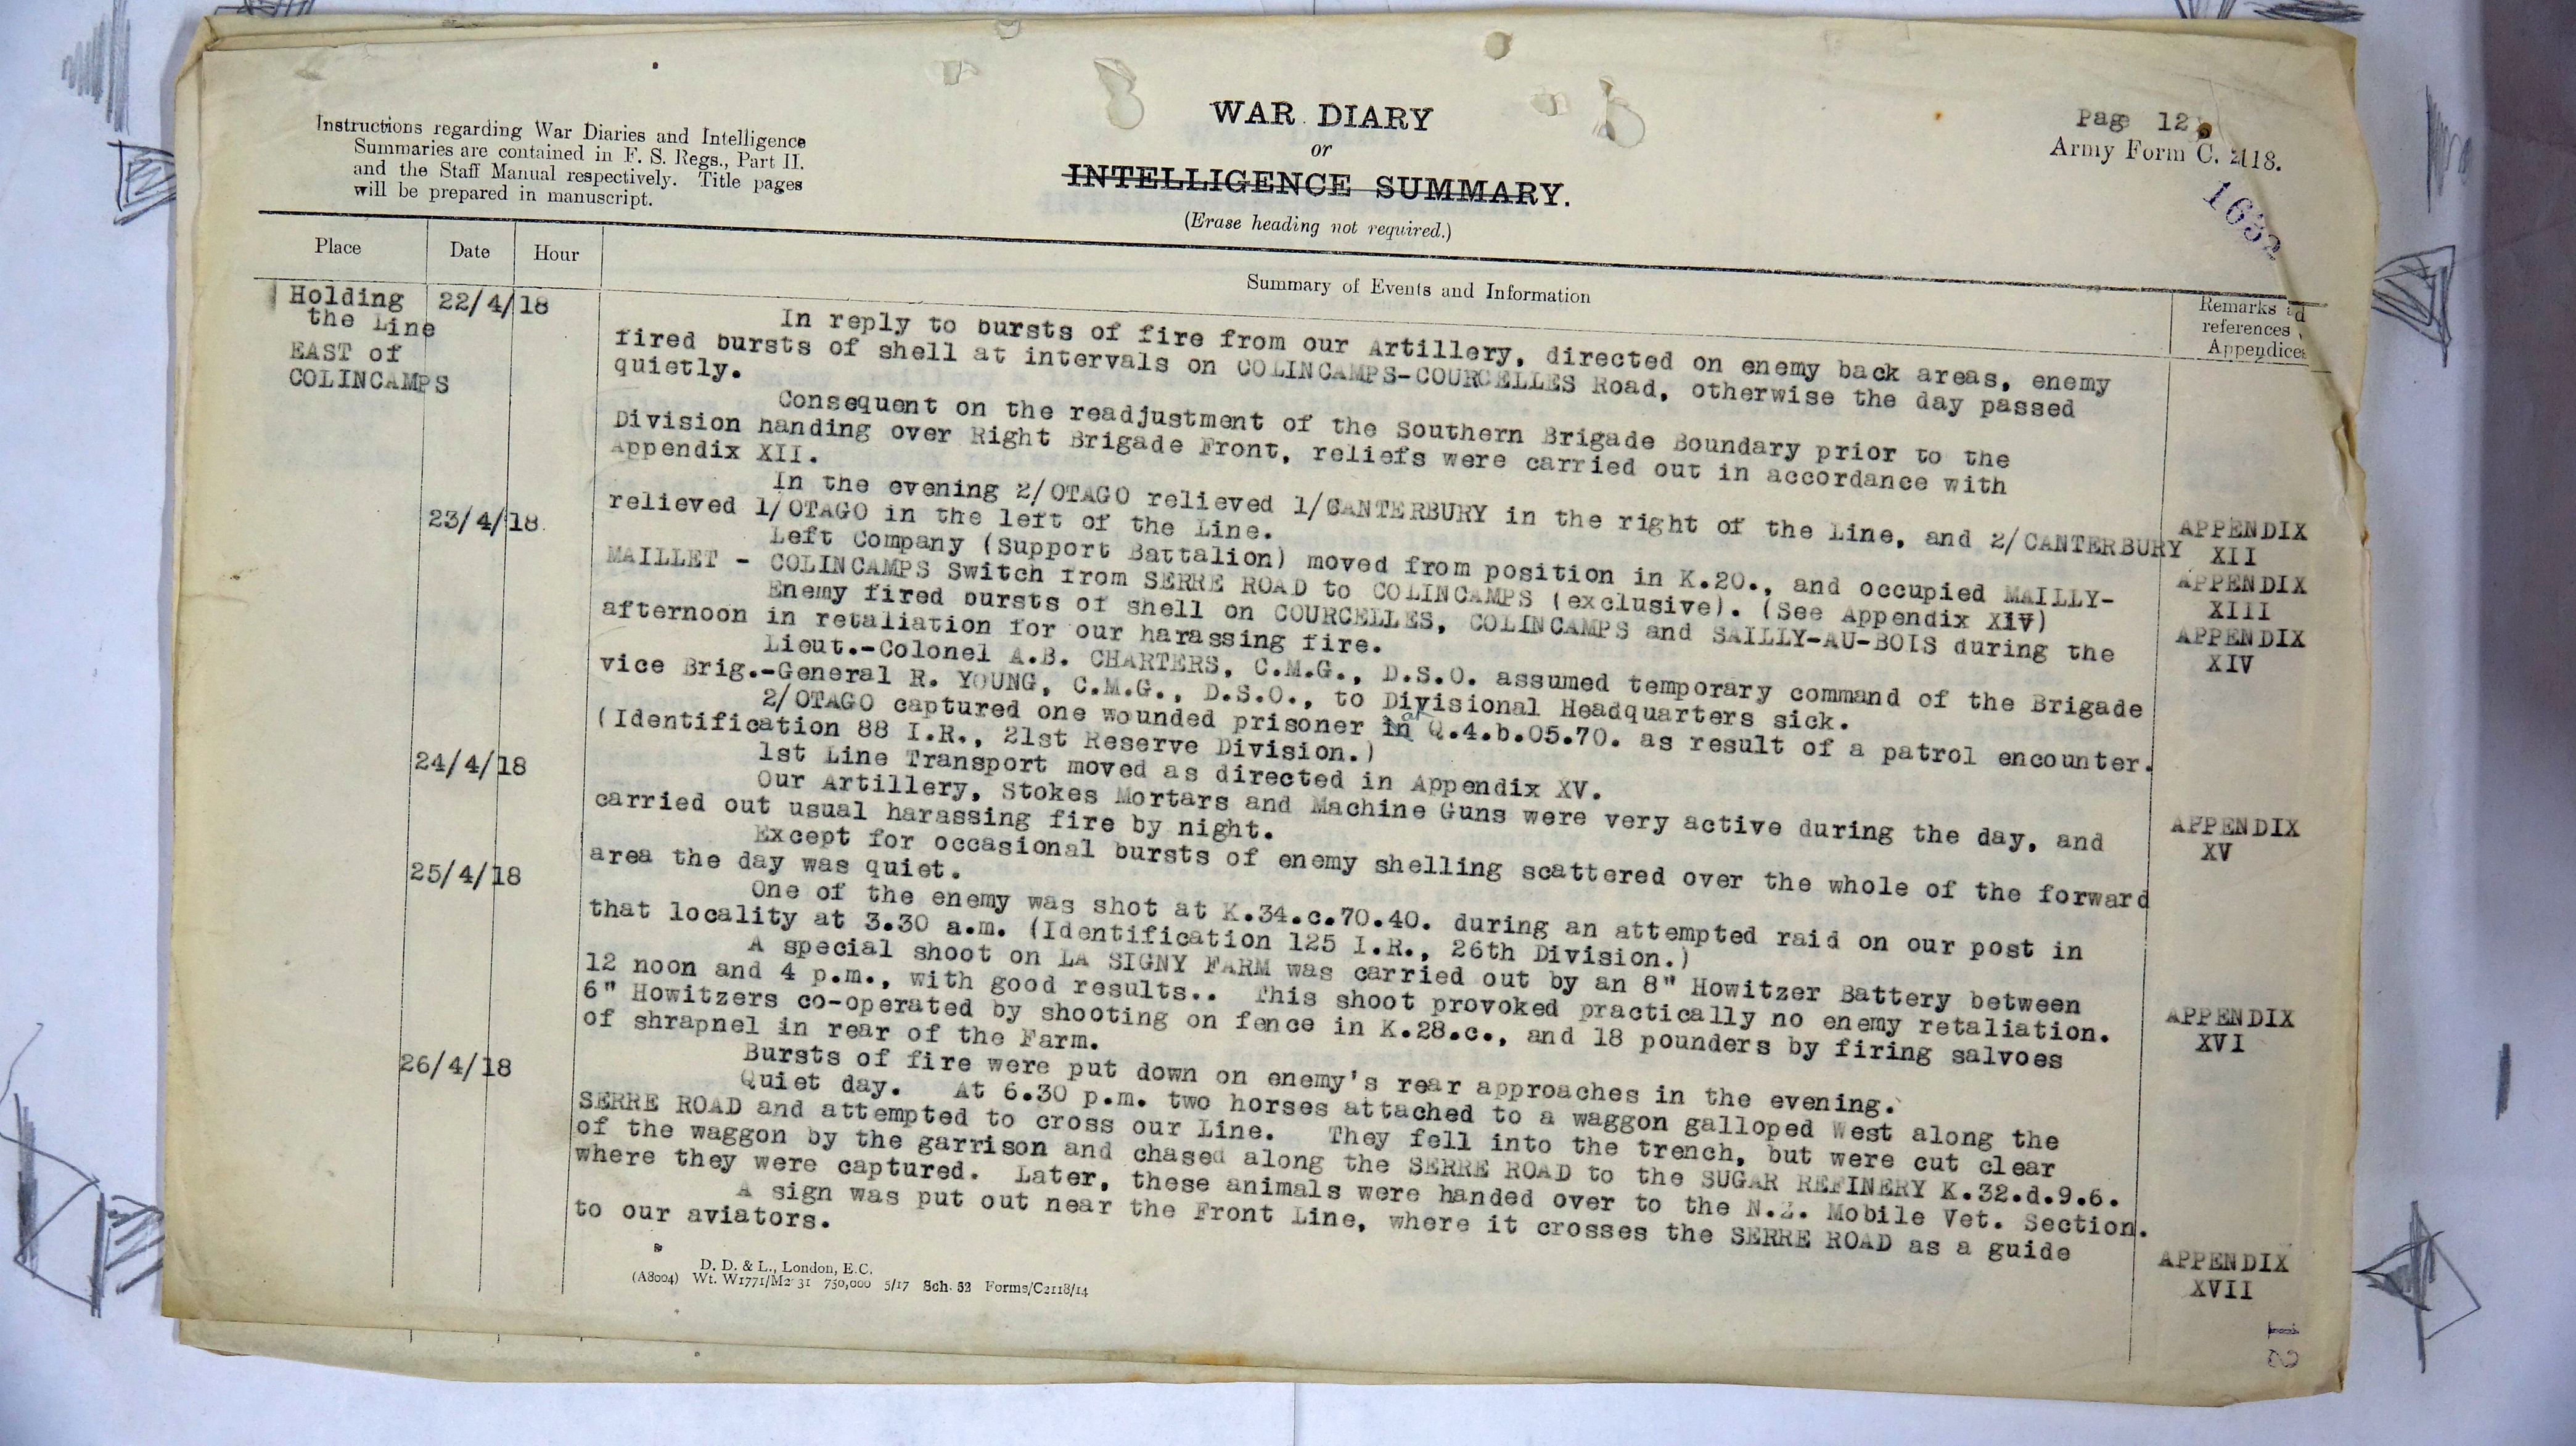 Instructions regarding War Diaries and Intelligence
Summaries are contained in F. S. Regs., Part II.
and the Staff Manual respectively. Title pages
will be prepared in manuscript.
WAR DIARY
or
INTELLIGENCE SUMMARY.
(Erase heading not required.)
Page 12
Army Form C. 2118.
1632
Place
Date
Hour
Summary of Events and Information
Remarks
references
Appendices
Holding
the Line
EAST of
COLINCAMPS
22/4/18
In reply to bursts of fire from our Artillery, directed on enemy back areas, enemy
fired bursts of shell at intervals on COLINCAMPS-COURCELLES Road, otherwise the day passed
quietly.
Consequent on the readjustment of the Southern Brigade Boundary prior to the
Division handing over Right Brigade Front, reliefs were carried out in accordance with
Appendix XII.
In the evening 2/OTAGO relieved 1/CANTERBURY in the right of the Line, and 2/CANTERBURY
relieved 1/OTAGO in the left of the Line.
APPENDIX
XII
APPENDIX
XIII
23/4/18.
Left Company (Support Battalion) moved from position in K.20., and occupied MAILLY-
MAILLET - COLINCAMPS Switch from SERRE ROAD to COLINCAMPS (exclusive). (See Appendix XIV)
Enemy fired bursts of shell on COURCELLES, COLINCAMPS and SAILLY-AU-BOIS during the
afternoon in retaliation for our harassing fire.
Lieut.-Colonel A.B. CHARTERS, C.M.G., D.S.O. assumed temporary command of the Brigade
vice Brig.-General R. YOUNG, C.M.G., D.S.O., to Divisional Headquarters sick.
2/OTAGO captured one wounded prisoner in at Q.4.b.05.70. as result of a patrol encounter.
(Identification 88 I.R., 21st Reserve Division.)
1st Line Transport moved as directed in Appendix XV.
APPENDIX
XIV
APPENDIX
XV
24/4/18
Our Artillery, Stokes Mortars and Machine Guns were very active during the day, and
carried out usual harassing fire by night.
Except for occasional bursts of enemy shelling scattered over the whole of the forward
area the day was quiet.
25/4/18
One of the enemy was shot at K.34.c.70.40. during an attempted raid on our post in
that locality at 3.30 a.m. (Identification 125 I.R., 26th Division.)
A special shoot on LA SIGNY FARM was carried out by an 8" Howitzer Battery between
12 noon and 4 p.m., with good results.. This shoot provoked practically no enemy retaliation.
6" Howitzers co-operated by shooting on fence in K.28.c., and 18 pounders by firing salvoes
of shrapnel in rear of the Farm.
Bursts of fire were put down on enemy's rear approaches in the evening.
APPENDIX
XVI
26/4/18
Quiet day. At 6.30 p.m. two horses attached to a waggon galloped West along the
SERRE ROAD and attempted to cross our Line. They fell into the trench, but were cut clear
of the waggon by the garrison and chased along the SERRE ROAD to the SUGAR REFINERY K.32.d.9.6.
where they were captured. Later, these animals were handed over to the N.Z. Mobile Vet. Section.
A sign was put out near the Front Line, where it crosses the SERRE ROAD as a guide
to our aviators.
APPENDIX
XVII
D. D. & L., London, E.C.
(A8004) Wt. W1771/M2 31 750,000 5/17 Sch. 52 Forms/C2118/14